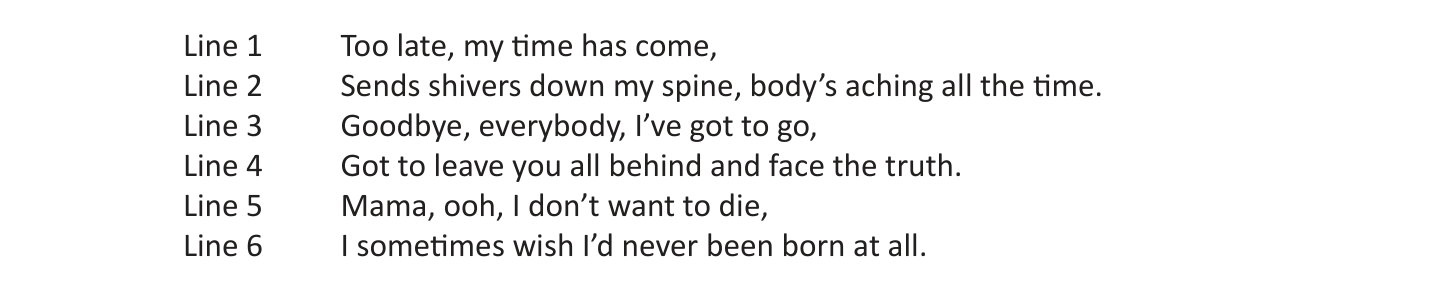 Line 1 Too late, my time has come,
Line 2 Sends shivers down my spine, body’s aching all the time.
Line 3 Goodbye, everybody, I’ve got to go,
Line 4 Got to leave you all behind and face the truth.
Line 5 Mama, ooh, I don’t want to die,
Line 6 I sometimes wish I’d never been born at all.